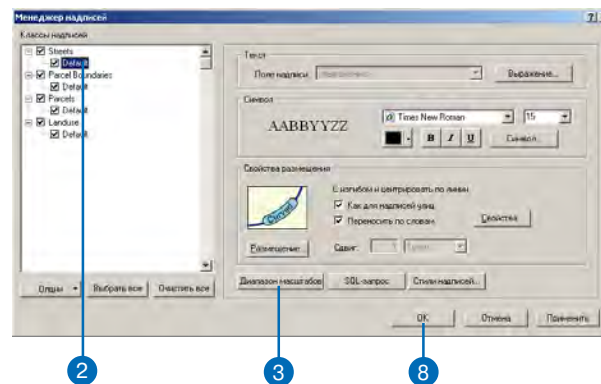 Менеджер надписей
Классы надписей
Streets
Default
Parcel Boundaries
Default
Parcels
Default
Landuse
Default
Опции
Выбрать все
Очистить все
Текст
Поле надписи
Выражение...
Символ
AABBYYZZ
Times New Roman
15
B I U
Символ...
Свойства размещения
Curved
С изгибом и центрировать по линии
Как для надписей улиц
Переносить по словам
Свойства
Размещение...
Сдвиг:
Диапазон масштабов
SQL-запрос
Стили надписей...
OK
Отмена
Применить
2
3
8